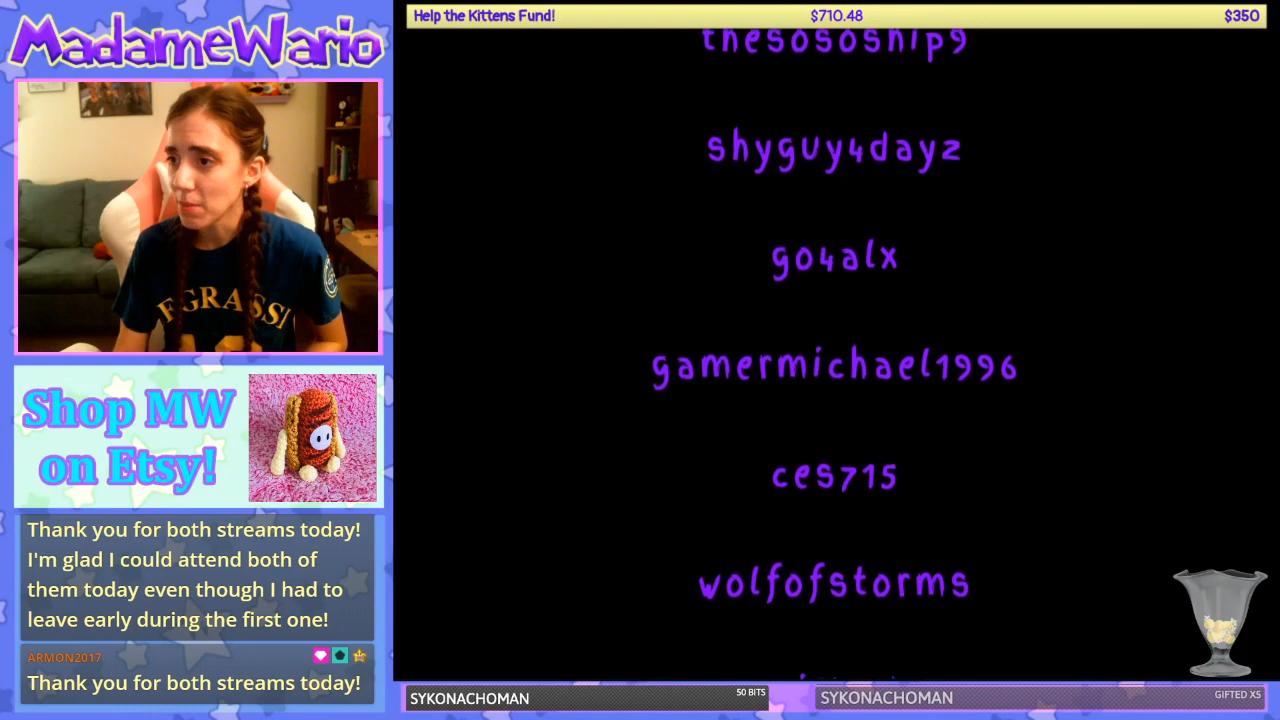 MadameWario
Help the Kittens Fund!
$710.48
$350
thesosoship9
shyguy4dayz
go4alx
gamermichael1996
ces715
wolfofstorms
EGRASSI
Shop MW
on Etsy!
Thank you for both streams today!
I'm glad I could attend both of
them today even though I had to
leave early during the first one!
ARMON2017
Thank you for both streams today!
SYKONACHOMAN
50 BITS
SYKONACHOMAN
GIFTED X5